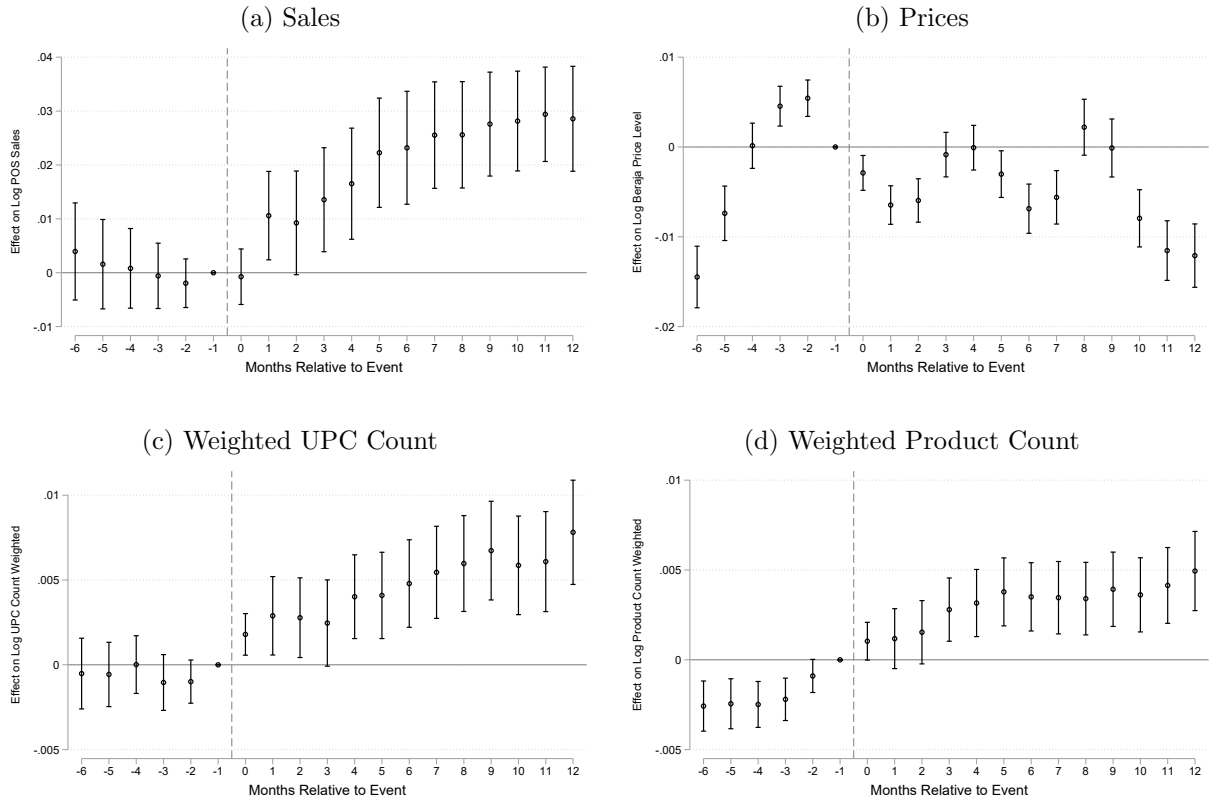 (a) Sales
Effect on Log POS Sales
.04
.03
.02
.01
0
-.01
-6 -5 -4 -3 -2 -1 0 1 2 3 4 5 6 7 8 9 10 11 12
Months Relative to Event
(b) Prices
Effect on Log Beraja Price Level
.01
0
-.01
-.02
-6 -5 -4 -3 -2 -1 0 1 2 3 4 5 6 7 8 9 10 11 12
Months Relative to Event
(c) Weighted UPC Count
Effect on Log UPC Count Weighted
.01
.005
0
-.005
-6 -5 -4 -3 -2 -1 0 1 2 3 4 5 6 7 8 9 10 11 12
Months Relative to Event
(d) Weighted Product Count
Effect on Log Product Count Weighted
.01
.005
0
-.005
-6 -5 -4 -3 -2 -1 0 1 2 3 4 5 6 7 8 9 10 11 12
Months Relative to Event